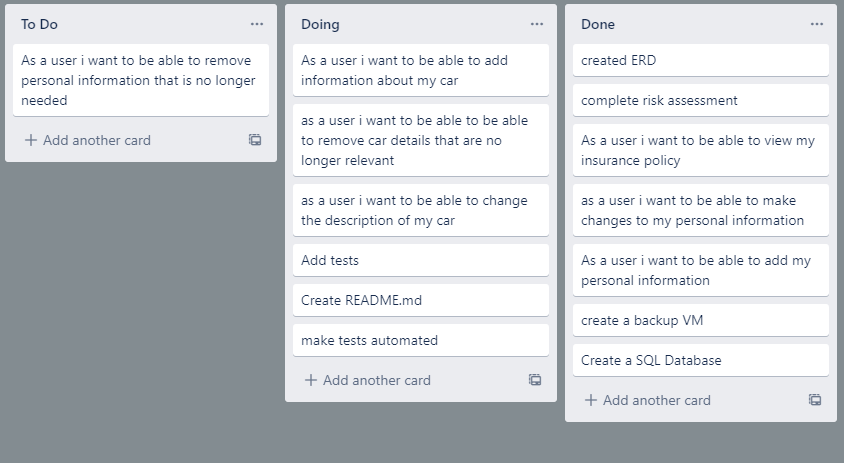 To Do
As a user i want to be able to remove
personal information that is no longer
needed
Add another card
Doing
As a user i want to be able to add
information about my car
as a user i want to be able to be able
to remove car details that are no
longer relevant
as a user i want to be able to change
the description of my car
Add tests
Create README.md
make tests automated
Add another card
Done
created ERD
complete risk assessment
As a user i want to be able to view my
insurance policy
as a user i want to be able to make
changes to my personal information
As a user i want to be able to add my
personal information
create a backup VM
Create a SQL Database
Add another card